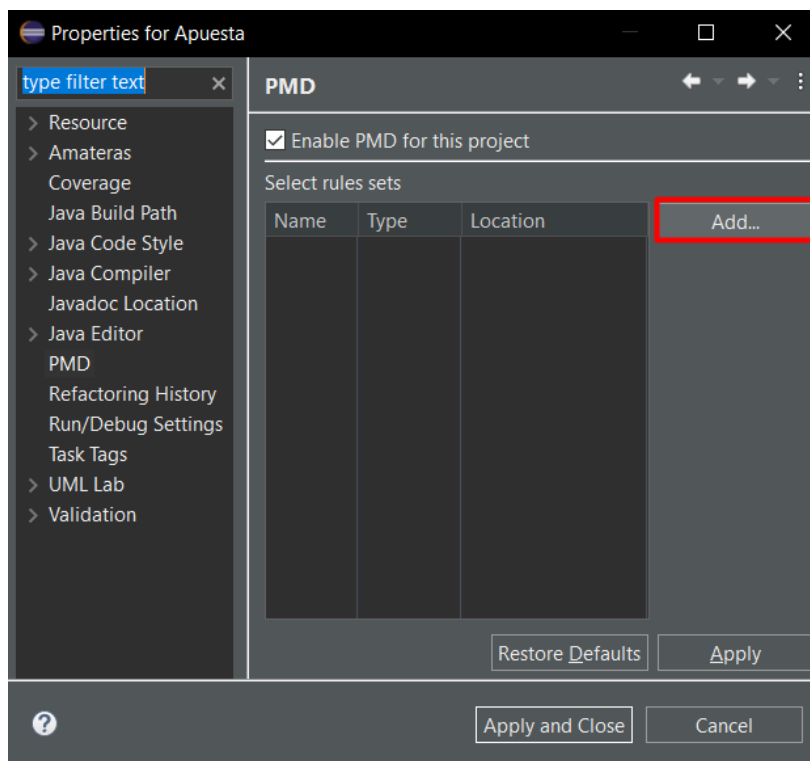 Properties for Apuesta
type filter text
Resource
Amateras
Coverage
Java Build Path
Java Code Style
Java Compiler
Javadoc Location
Java Editor
PMD
Refactoring History
Run/Debug Settings
Task Tags
UML Lab
Validation
PMD
Enable PMD for this project
Select rules sets
Name Type Location
Add...
Restore Defaults Apply
Apply and Close Cancel